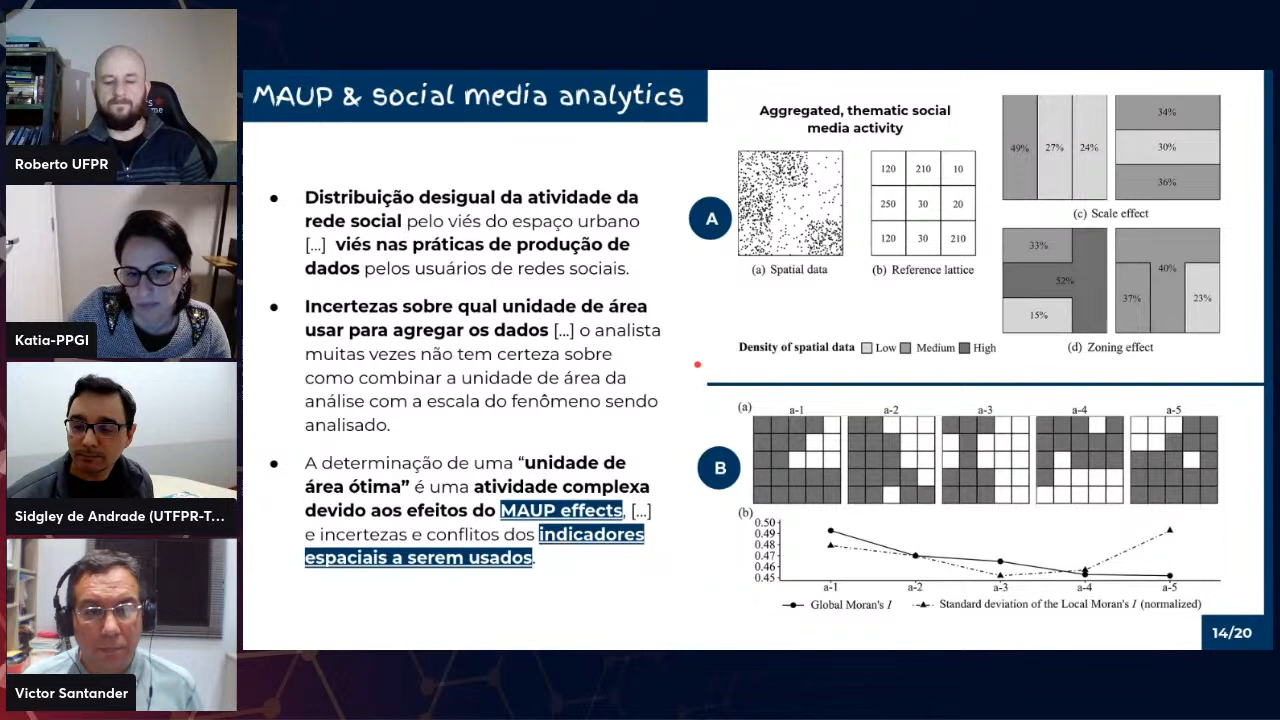 Roberto UFPR
Katia-PPGI
Sidgley de Andrade (UTFPR-T...
Victor Santander
MAUP & social media analytics
● Distribuição desigual da atividade da
rede social pelo viés do espaço urbano
[...] viés nas práticas de produção de
dados pelos usuários de redes sociais.
● Incertezas sobre qual unidade de área
usar para agregar os dados [...] o analista
muitas vezes não tem certeza sobre
como combinar a unidade de área da
análise com a escala do fenômeno sendo
analisado.
● A determinação de uma “unidade de
área ótima” é uma atividade complexa
devido aos efeitos do MAUP effects, [...]
e incertezas e conflitos dos indicadores
espaciais a serem usados.
A
Aggregated, thematic social
media activity
(a) Spatial data
120 210 10
250 30 20
120 30 210
(b) Reference lattice
49% 27% 24%
34%
30%
36%
(c) Scale effect
33%
52%
15%
37% 40% 23%
(d) Zoning effect
Density of spatial data Low Medium High
B
(a)
a-1 a-2 a-3 a-4 a-5
(b)
0.50
0.49
0.48
0.47
0.46
0.45
a-1 a-2 a-3 a-4 a-5
Global Moran's I Standard deviation of the Local Moran's I (normalized)
14/20